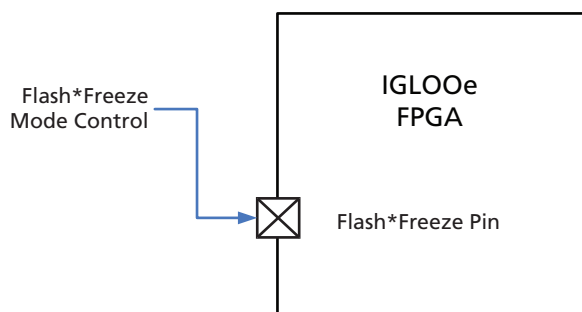 IGLOOe
FPGA
Flash*Freeze
Mode Control
Flash*Freeze Pin